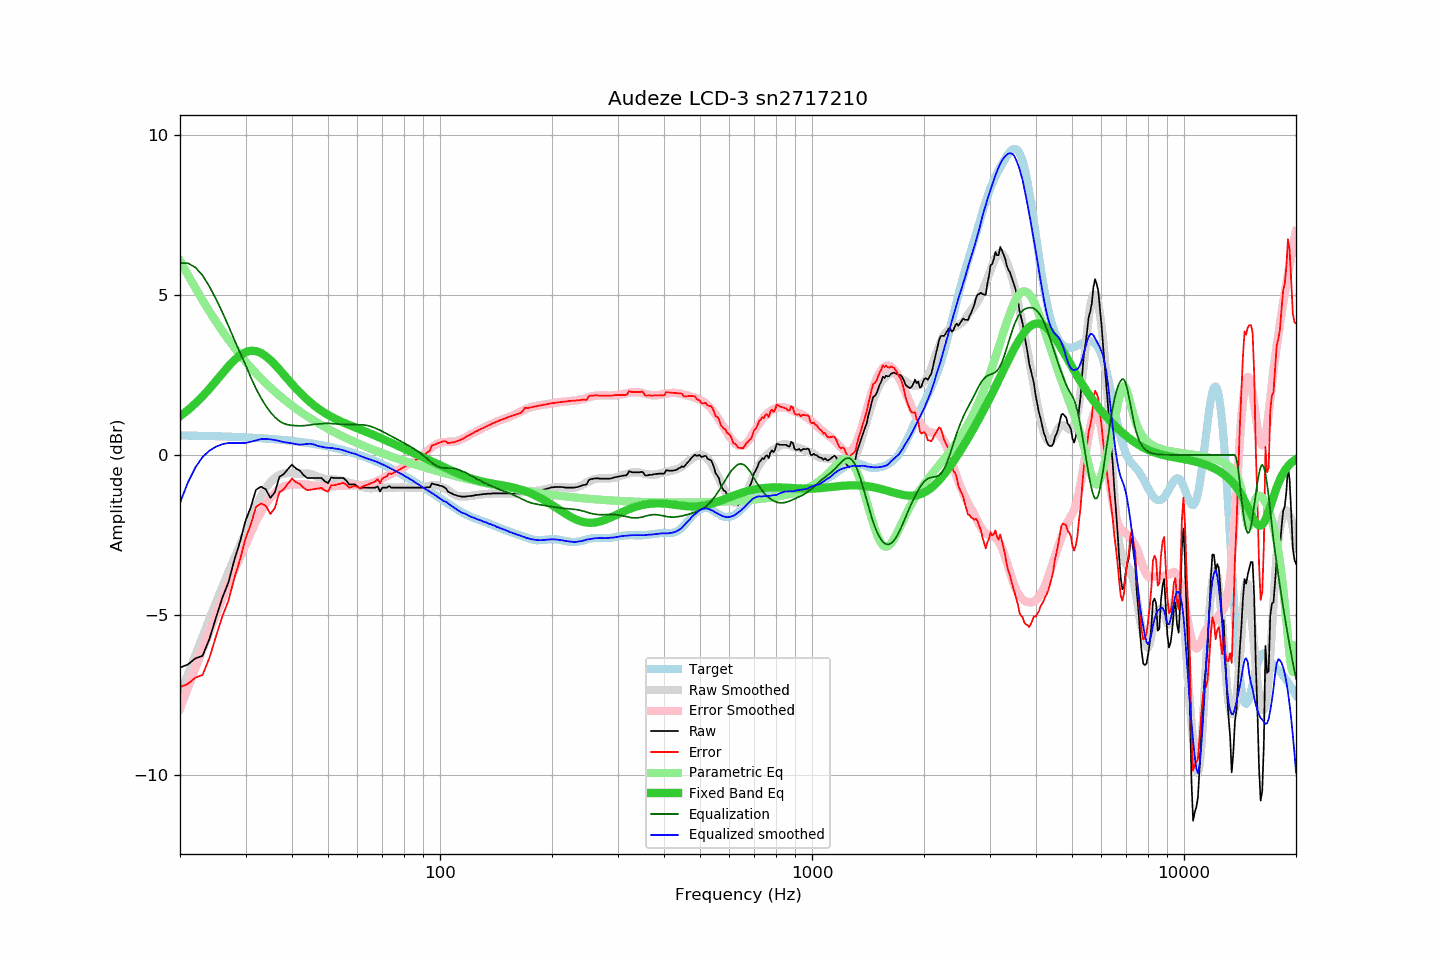 Audeze LCD-3 sn2717210
10
5
0
−5
−10
Amplitude (dBr)
100
1000
10000
Frequency (Hz)
Target
Raw Smoothed
Error Smoothed
Raw
Error
Parametric Eq
Fixed Band Eq
Equalization
Equalized smoothed